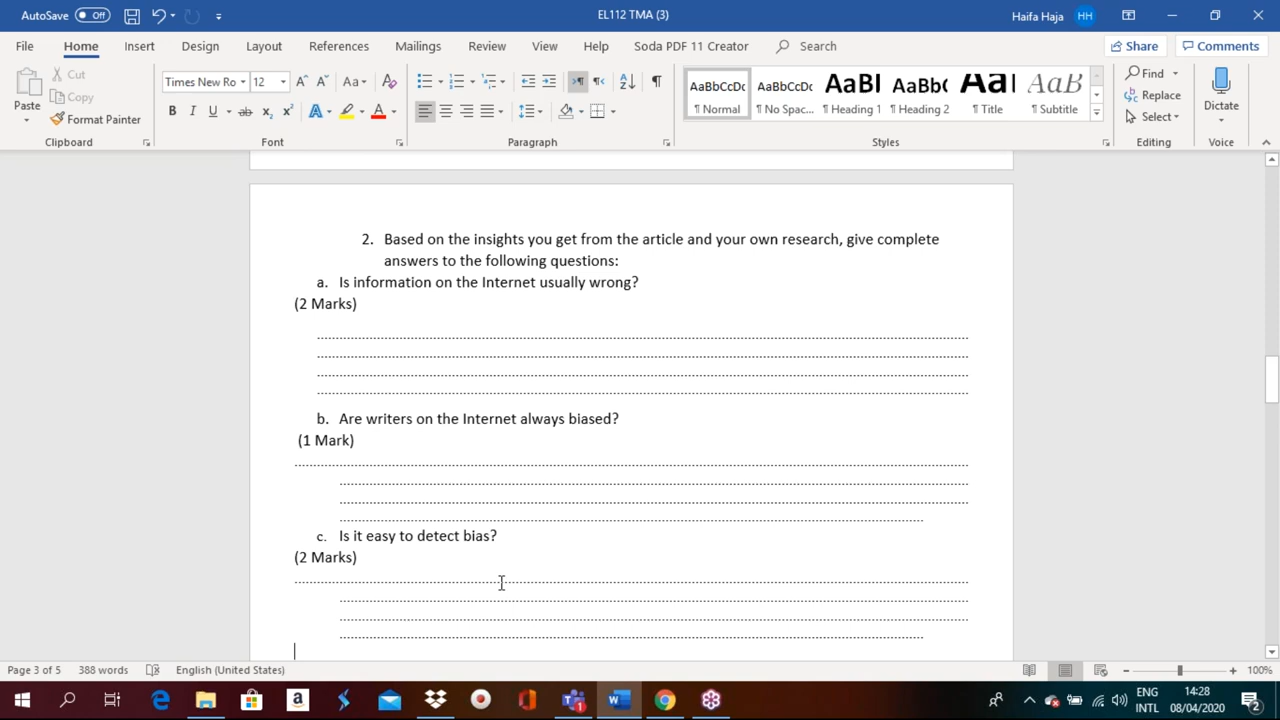 AutoSave Off
EL112 TMA (3)
Haifa Haja HH
File Home Insert Design Layout References Mailings Review View Help Soda PDF 11 Creator Search Share Comments
Paste
Cut
Copy
Format Painter
Clipboard
Times New Ro 12 Aa
B I U ab x₂ x² A A
Font
Paragraph
AaBbCcDc AaBbCcDc AaBl AaBbC AaI AaB
¶ Normal ¶ No Spac... ¶ Heading 1 ¶ Heading 2 ¶ Title ¶ Subtitle
Styles
Find
Replace
Select
Editing
Dictate
Voice
2. Based on the insights you get from the article and your own research, give complete
answers to the following questions:
a. Is information on the Internet usually wrong?
(2 Marks)
b. Are writers on the Internet always biased?
(1 Mark)
c. Is it easy to detect bias?
(2 Marks)
Page 3 of 5 388 words English (United States) 100%
ENG
INTL
14:28
08/04/2020